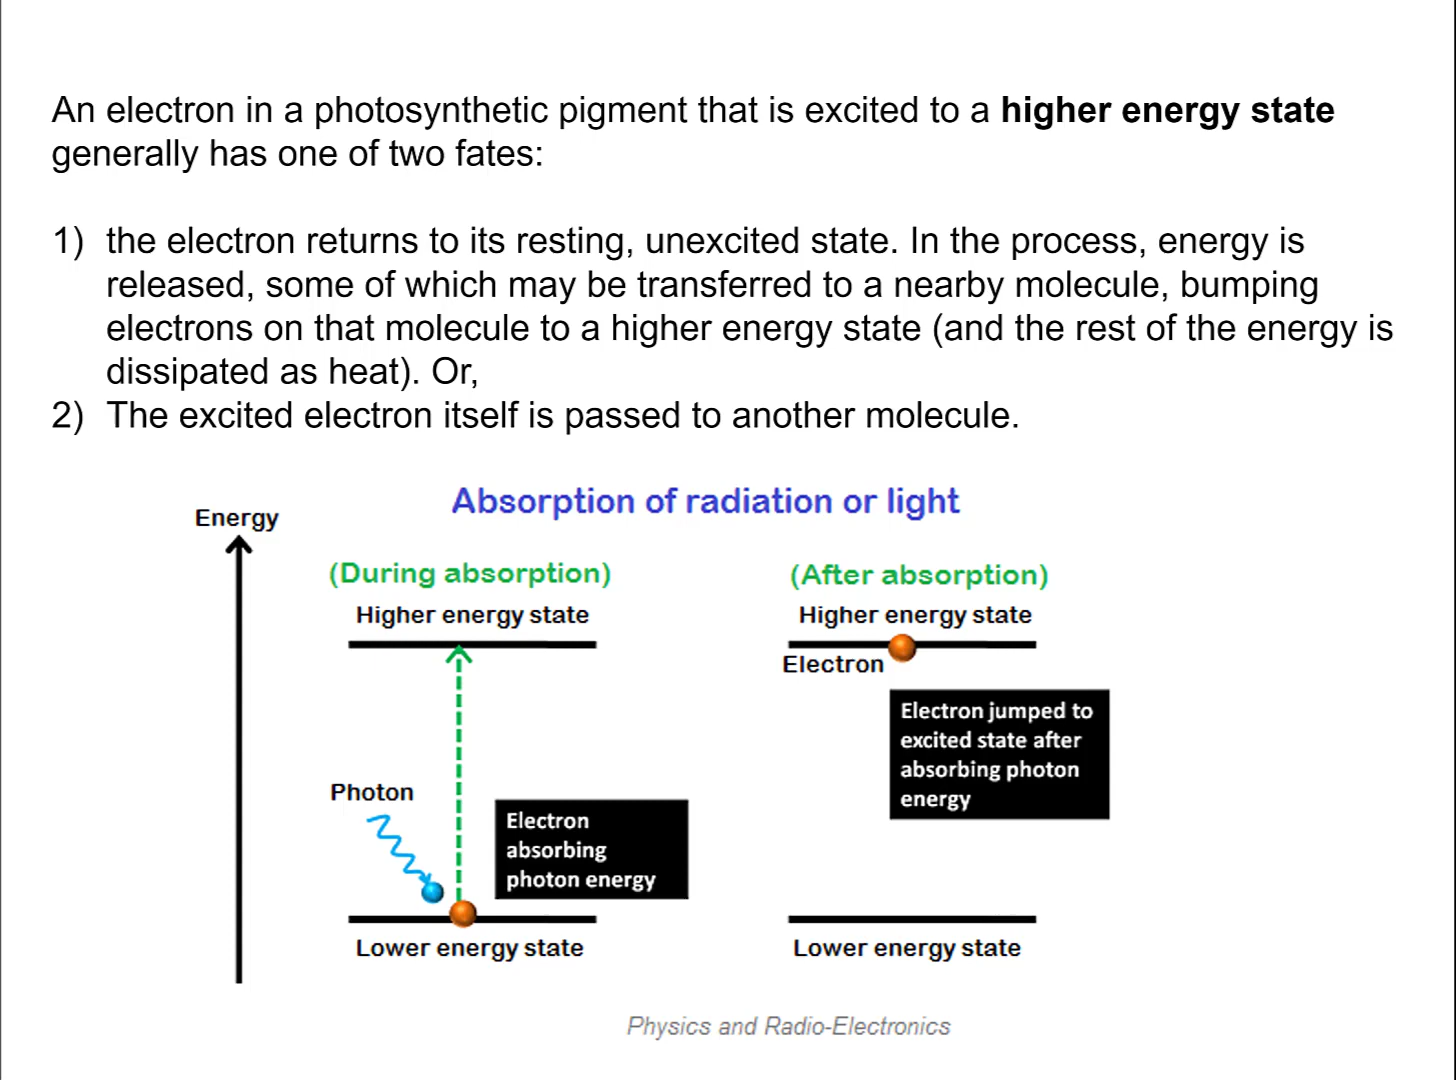 An electron in a photosynthetic pigment that is excited to a higher energy state
generally has one of two fates:
1) the electron returns to its resting, unexcited state. In the process, energy is
released, some of which may be transferred to a nearby molecule, bumping
electrons on that molecule to a higher energy state (and the rest of the energy is
dissipated as heat). Or,
2) The excited electron itself is passed to another molecule.
Absorption of radiation or light
Energy
(During absorption)
Higher energy state
Photon
Electron
absorbing
photon energy
Lower energy state
(After absorption)
Higher energy state
Electron
Electron jumped to
excited state after
absorbing photon
energy
Lower energy state
Physics and Radio-Electronics